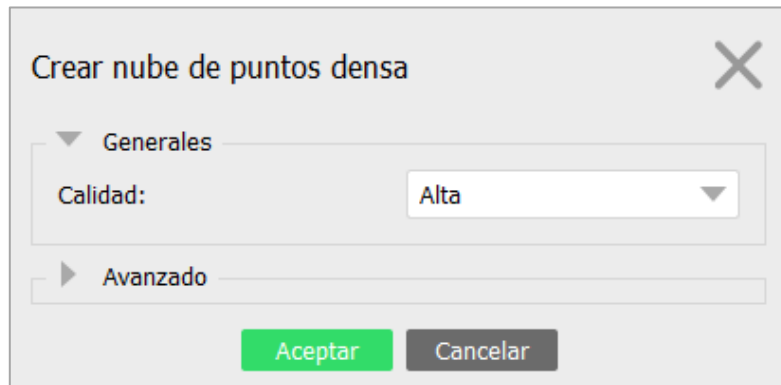 Crear nube de puntos densa
Generales
Calidad: Alta
Avanzado
Aceptar Cancelar